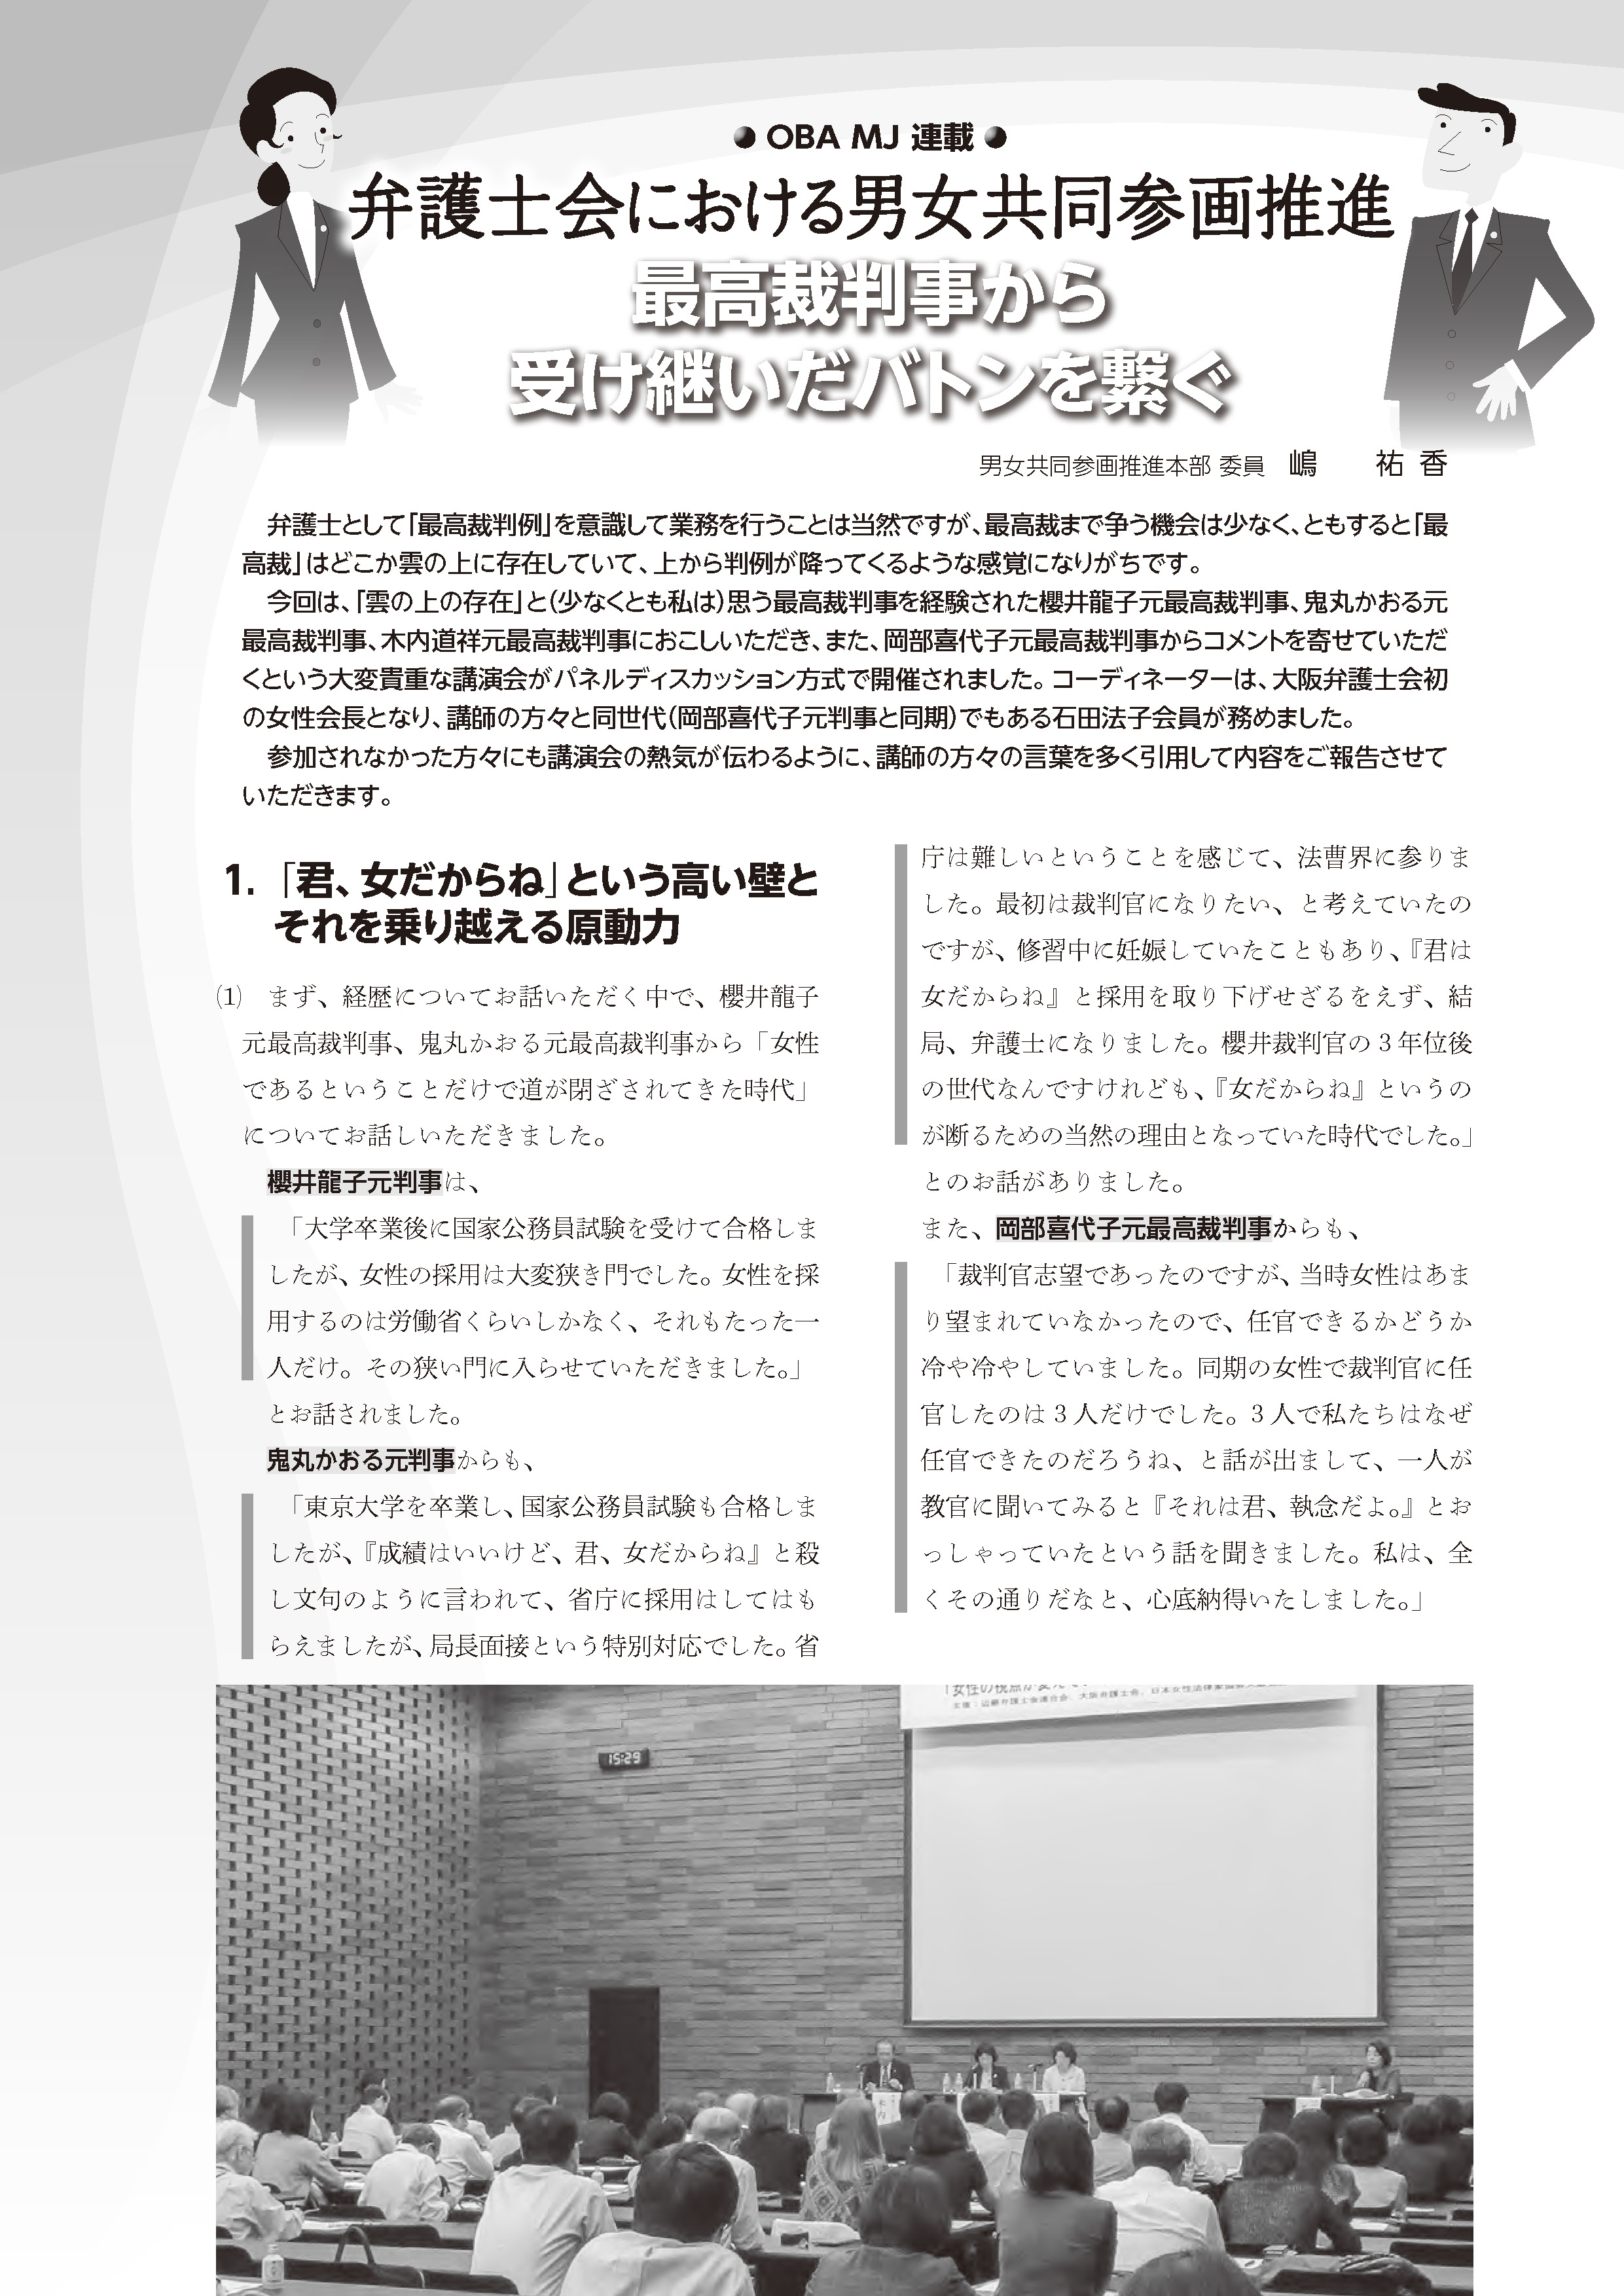 OBA MJ 連載
弁護士会における男女共同参画推進
最高裁判事から
受け継いだバトンを繋ぐ
男女共同参画推進本部 委員 嶋 祐香
弁護士として「最高裁判例」を意識して業務を行うことは当然ですが、最高裁まで争う機会は少なく、ともすると「最
高裁」はどこか雲の上に存在していて、上から判例が降ってくるような感覚になりがちです。
今回は、「雲の上の存在」と（少なくとも私は）思う最高裁判事を経験された櫻井龍子元最高裁判事、鬼丸かおる元
最高裁判事、木内道祥元最高裁判事におこしいただき、また、岡部喜代子元最高裁判事からコメントを寄せていただ
くという大変貴重な講演会がパネルディスカッション方式で開催されました。コーディネーターは、大阪弁護士会初
の女性会長となり、講師の方々と同世代（岡部喜代子元判事と同期）でもある石田法子会員が務めました。
参加されなかった方々にも講演会の熱気が伝わるように、講師の方々の言葉を多く引用して内容をご報告させて
いただきます。
1.「君、女だからね」という高い壁と
それを乗り越える原動力
⑴ まず、経歴についてお話いただく中で、櫻井龍子
元最高裁判事、鬼丸かおる元最高裁判事から「女性
であるということだけで道が閉ざされてきた時代」
についてお話しいただきました。
櫻井龍子元判事は、
「大学卒業後に国家公務員試験を受けて合格しま
したが、女性の採用は大変狭き門でした。女性を採
用するのは労働省くらいしかなく、それもたった一
人だけ。その狭い門に入らせていただきました。」
とお話されました。
鬼丸かおる元判事からも、
「東京大学を卒業し、国家公務員試験も合格しま
したが、『成績はいいけど、君、女だからね』と殺
し文句のように言われて、省庁に採用はしてはも
らえましたが、局長面接という特別対応でした。省
庁は難しいということを感じて、法曹界に参りま
した。最初は裁判官になりたい、と考えていたの
ですが、修習中に妊娠していたこともあり、『君は
女だからね』と採用を取り下げせざるをえず、結
局、弁護士になりました。櫻井裁判官の３年位後
の世代なんですけれども、『女だからね』というの
が断るための当然の理由となっていた時代でした。」
とのお話がありました。
また、岡部喜代子元最高裁判事からも、
「裁判官志望であったのですが、当時女性はあま
り望まれていなかったので、任官できるかどうか
冷や冷やしていました。同期の女性で裁判官に任
官したのは３人だけでした。３人で私たちはなぜ
任官できたのだろうね、と話が出まして、一人が
教官に聞いてみると『それは君、執念だよ。』とお
っしゃっていたという話を聞きました。私は、全
くその通りだなと、心底納得いたしました。」
「女性の視点が変え
主催：近畿弁護士会連合会、大阪弁護士会、日本女性法律家協会
15:29